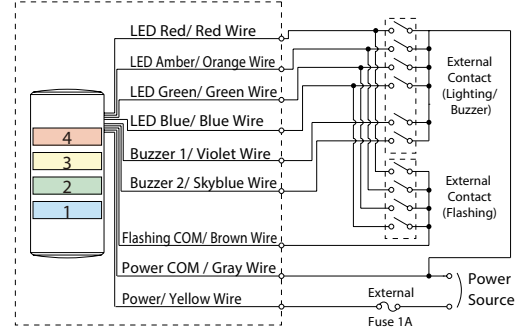 LED Red/ Red Wire
LED Amber/ Orange Wire
LED Green/ Green Wire
LED Blue/ Blue Wire
Buzzer 1/ Violet Wire
Buzzer 2/ Skyblue Wire
Flashing COM/ Brown Wire
Power COM / Gray Wire
Power/ Yellow Wire
4
3
2
1
External
Contact
(Lighting/
Buzzer)
External
Contact
(Flashing)
External
Fuse 1A
Power
Source